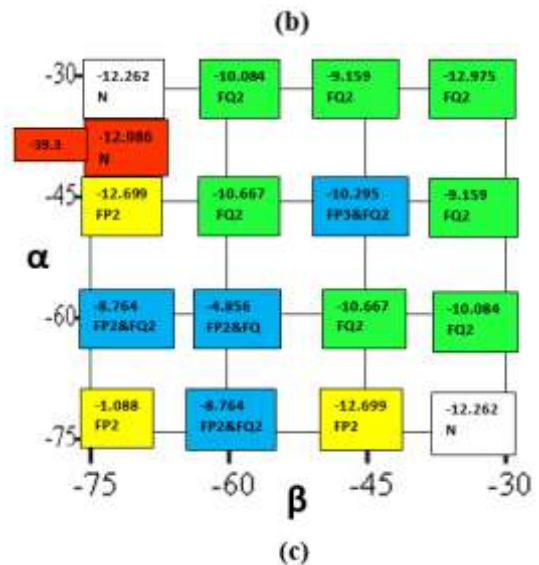 (b)
-30
-12.262
N
-10.084
FQ2
-9.159
FQ2
-12.975
FQ2
-39.3
-12.086
N
-45
-12.699
FP2
-10.667
FQ2
-10.295
FP3&FQ2
-9.159
FQ2
α
-60
-8.764
FP2&FQ2
-4.856
FP2&FQ
-10.667
FQ2
-10.084
FQ2
-75
-1.088
FP2
-8.764
FP2&FQ2
-12.699
FP2
-12.262
N
-75 -60 -45 -30
β
(c)